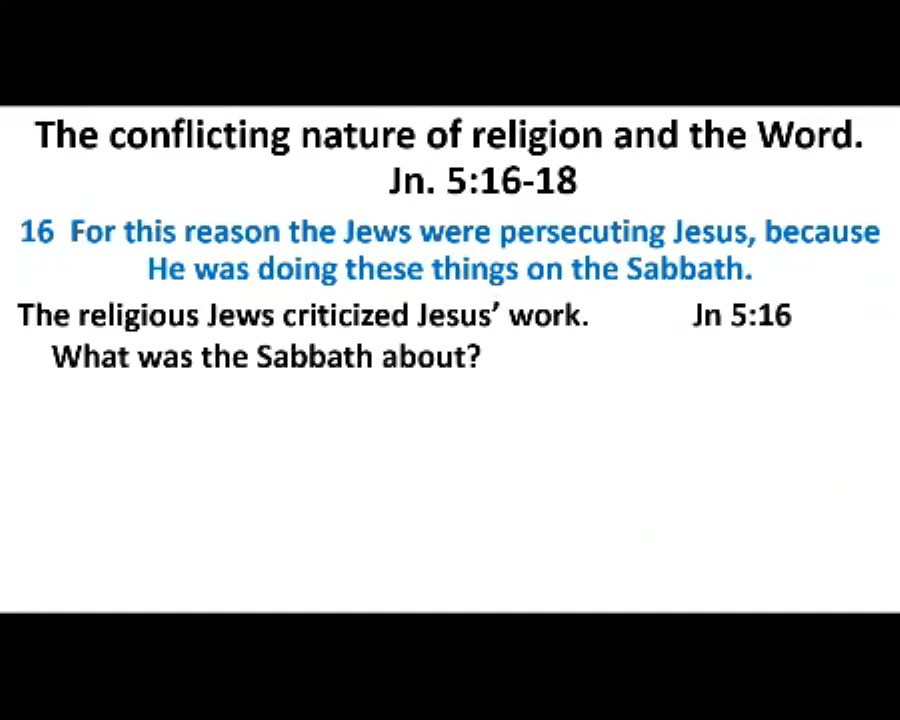 The conflicting nature of religion and the Word.
Jn. 5:16-18
16 For this reason the Jews were persecuting Jesus, because
He was doing these things on the Sabbath.
The religious Jews criticized Jesus’ work. Jn 5:16
What was the Sabbath about?